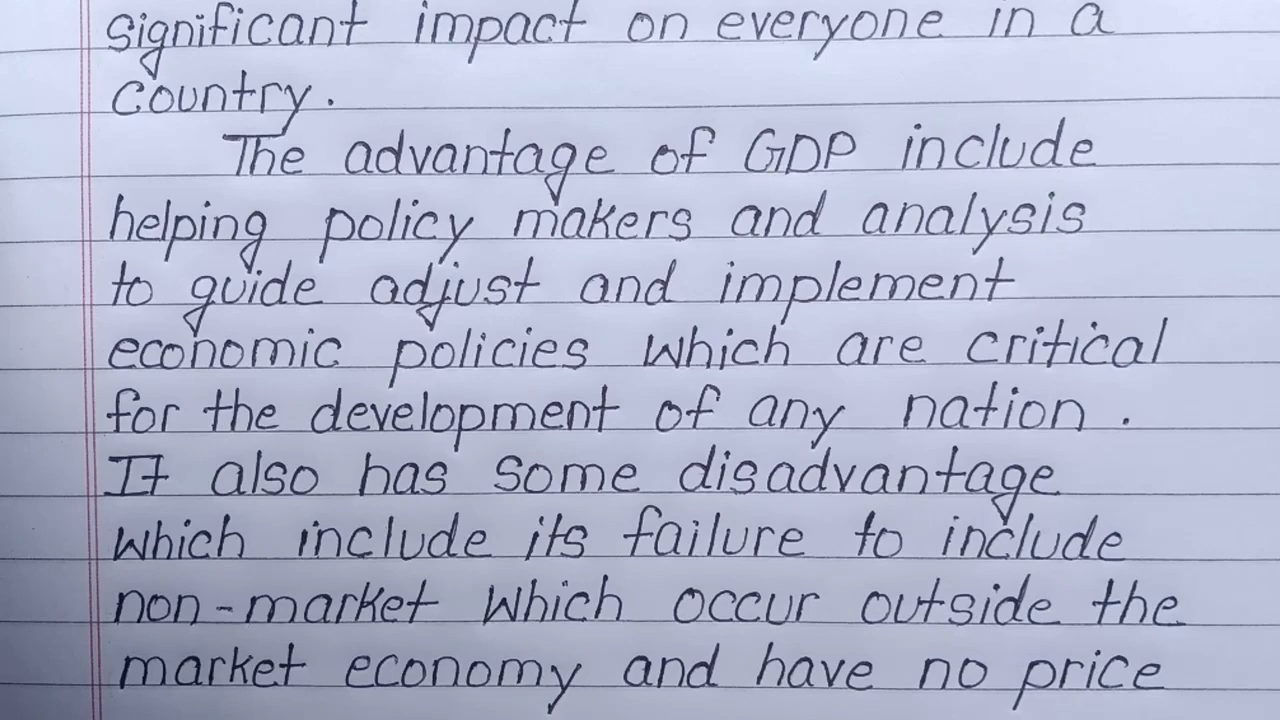 significant impact on everyone in a
country.
The advantage of GDP include
helping policy makers and analysis
to guide adjust and implement
economic policies which are critical
for the development of any nation.
It also has some disadvantage
which include its failure to include
non-market which occur outside the
market economy and have no price